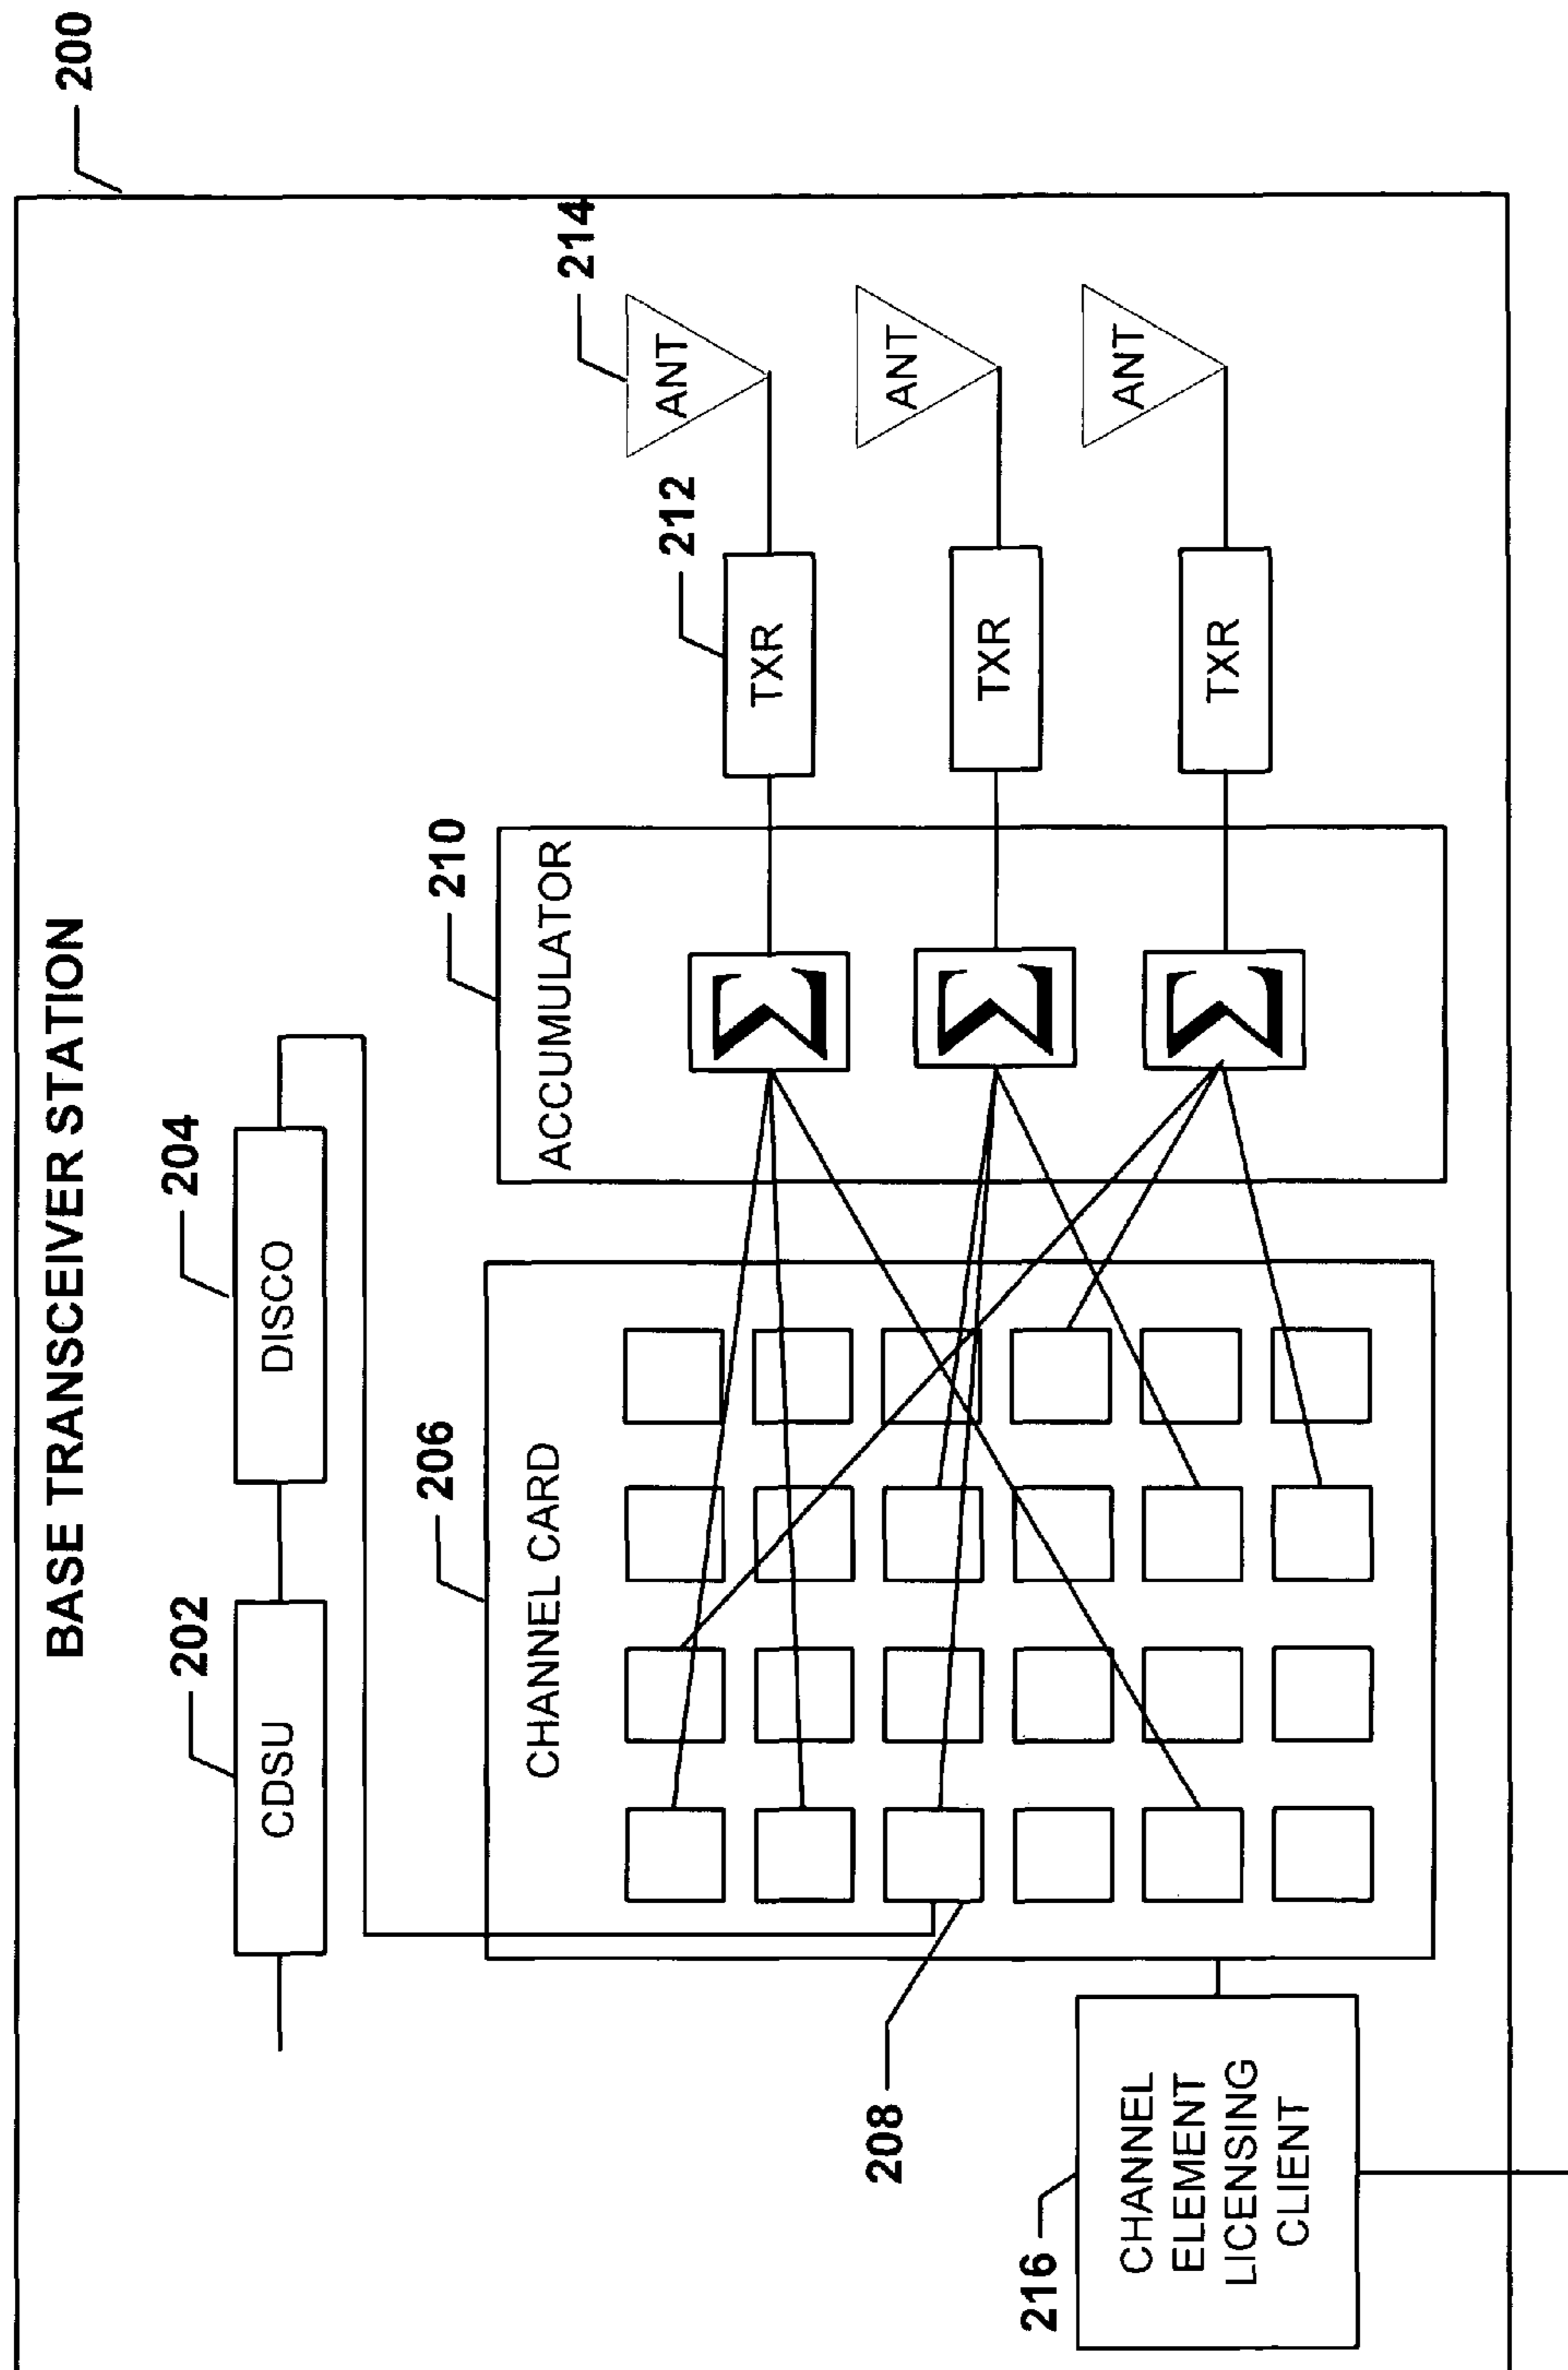 200
BASE TRANSCEIVER STATION
202
204
CDSU
DISCO
206
210
212
214
CHANNEL CARD
ACCUMULATOR
Σ
TXR
ANT
Σ
TXR
ANT
Σ
TXR
ANT
208
216
CHANNEL
ELEMENT
LICENSING
CLIENT